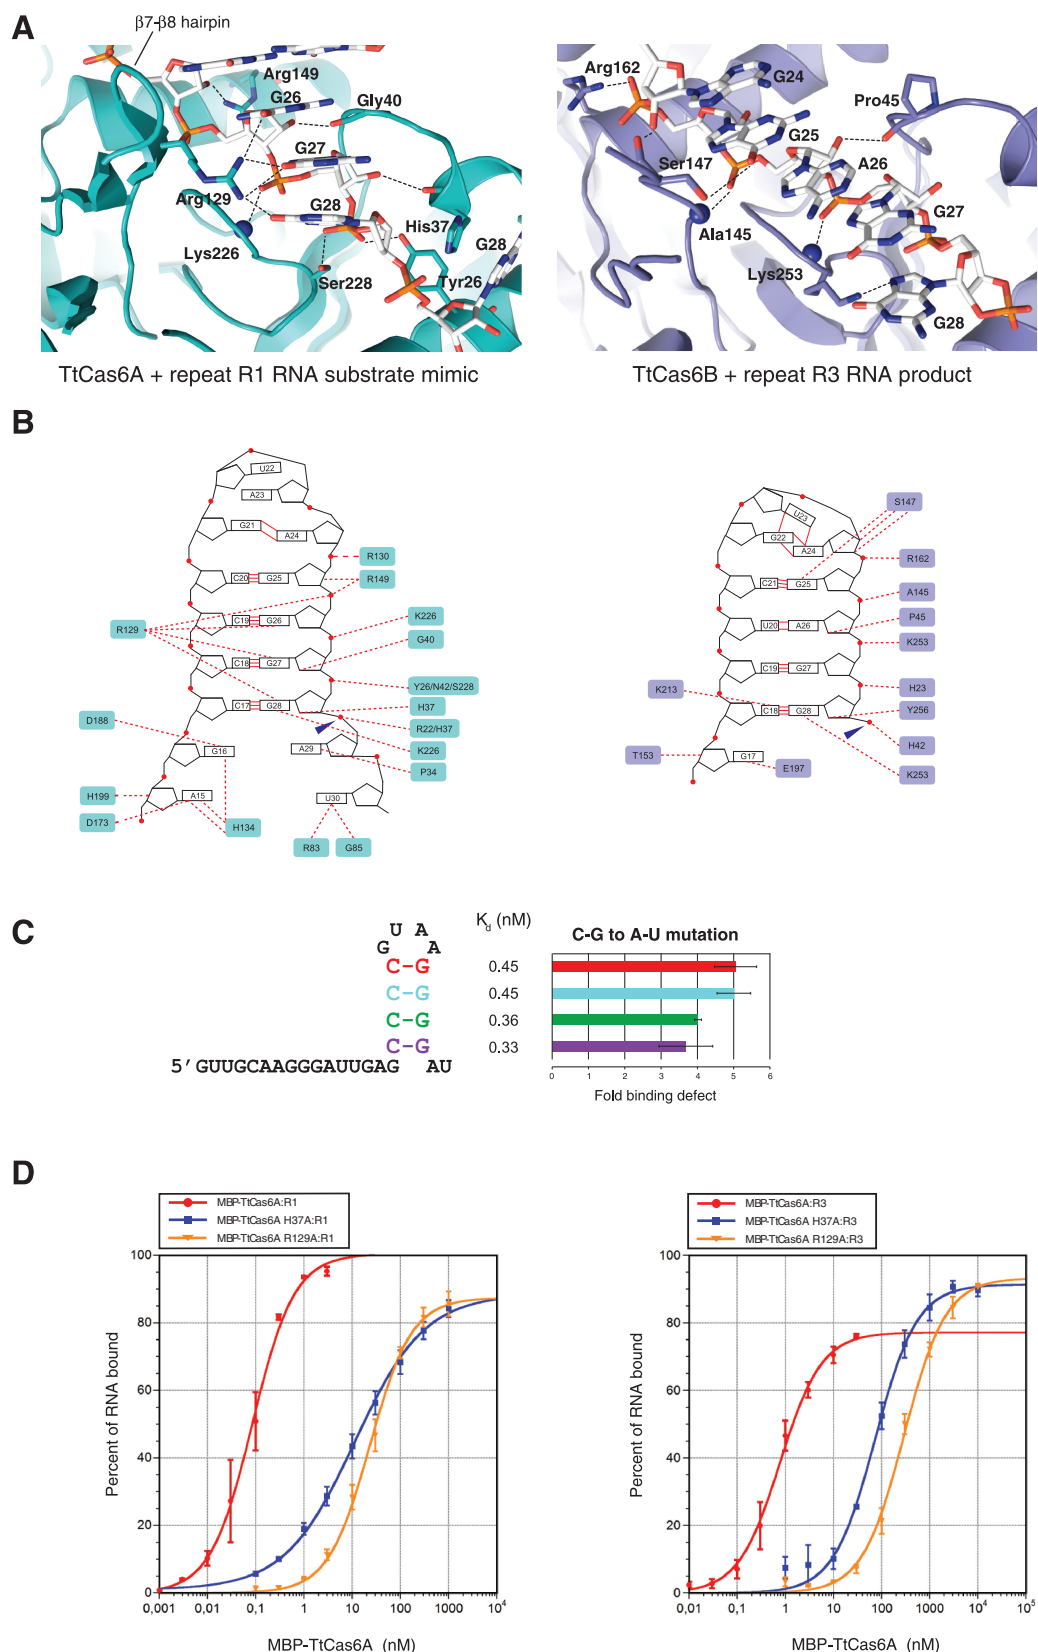 A
β7-β8 hairpin
Arg149
G26
Gly40
G27
Arg129
G28
His37
G28
Lys226
Ser228
Tyr26
TtCas6A + repeat R1 RNA substrate mimic
Arg162
G24
Pro45
G25
Ser147
A26
G27
Ala145
Lys253
G28
TtCas6B + repeat R3 RNA product
B
U22
A23
G21
A24
R130
C20
G25
R149
R129
C19
G26
K226
G40
C18
G27
Y26/N42/S228
C17
G28
H37
R22/H37
D188
G16
A29
K226
P34
H199
A15
U30
D173
H134
R83
G85
U23
S147
G22
A24
R162
C21
G25
A145
P45
U20
A26
K253
C19
G27
H23
K213
Y256
C18
G28
H42
T153
G17
E197
K253
C
U A
G A
C-G
C-G
C-G
C-G
5′ GUUGCAAGGGAUUGAG AU
Kd (nM)
0.45
0.45
0.36
0.33
C-G to A-U mutation
0 1 2 3 4 5 6
Fold binding defect
D
MBP-TtCas6A:R1
MBP-TtCas6A H37A:R1
MBP-TtCas6A R129A:R1
100
80
60
40
20
0
Percent of RNA bound
0,001 0,01 0,1 1 10 100 1000 10⁴
MBP-TtCas6A (nM)
MBP-TtCas6A:R3
MBP-TtCas6A H37A:R3
MBP-TtCas6A R129A:R3
100
80
60
40
20
0
Percent of RNA bound
0,01 0,1 1 10 100 1000 10⁴ 10⁵
MBP-TtCas6A (nM)